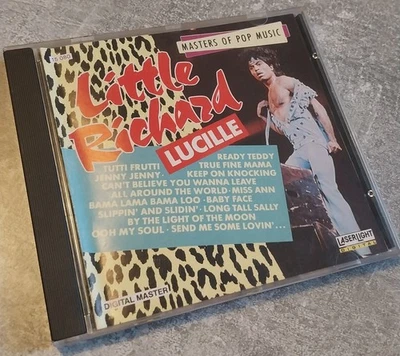 MASTERS OF POP MUSIC
Little
Richard
LUCILLE
TUTTI FRUTTI READY TEDDY
JENNY JENNY · TRUE FINE MAMA
KEEP ON KNOCKING
CAN'T BELIEVE YOU WANNA LEAVE
ALL AROUND THE WORLD · MISS ANN
BAMA LAMA BAMA LOO · BABY FACE
SLIPPIN' AND SLIDIN' · LONG TALL SALLY
BY THE LIGHT OF THE MOON
OOH MY SOUL · SEND ME SOME LOVIN' ...
DIGITAL MASTER
LASERLIGHT